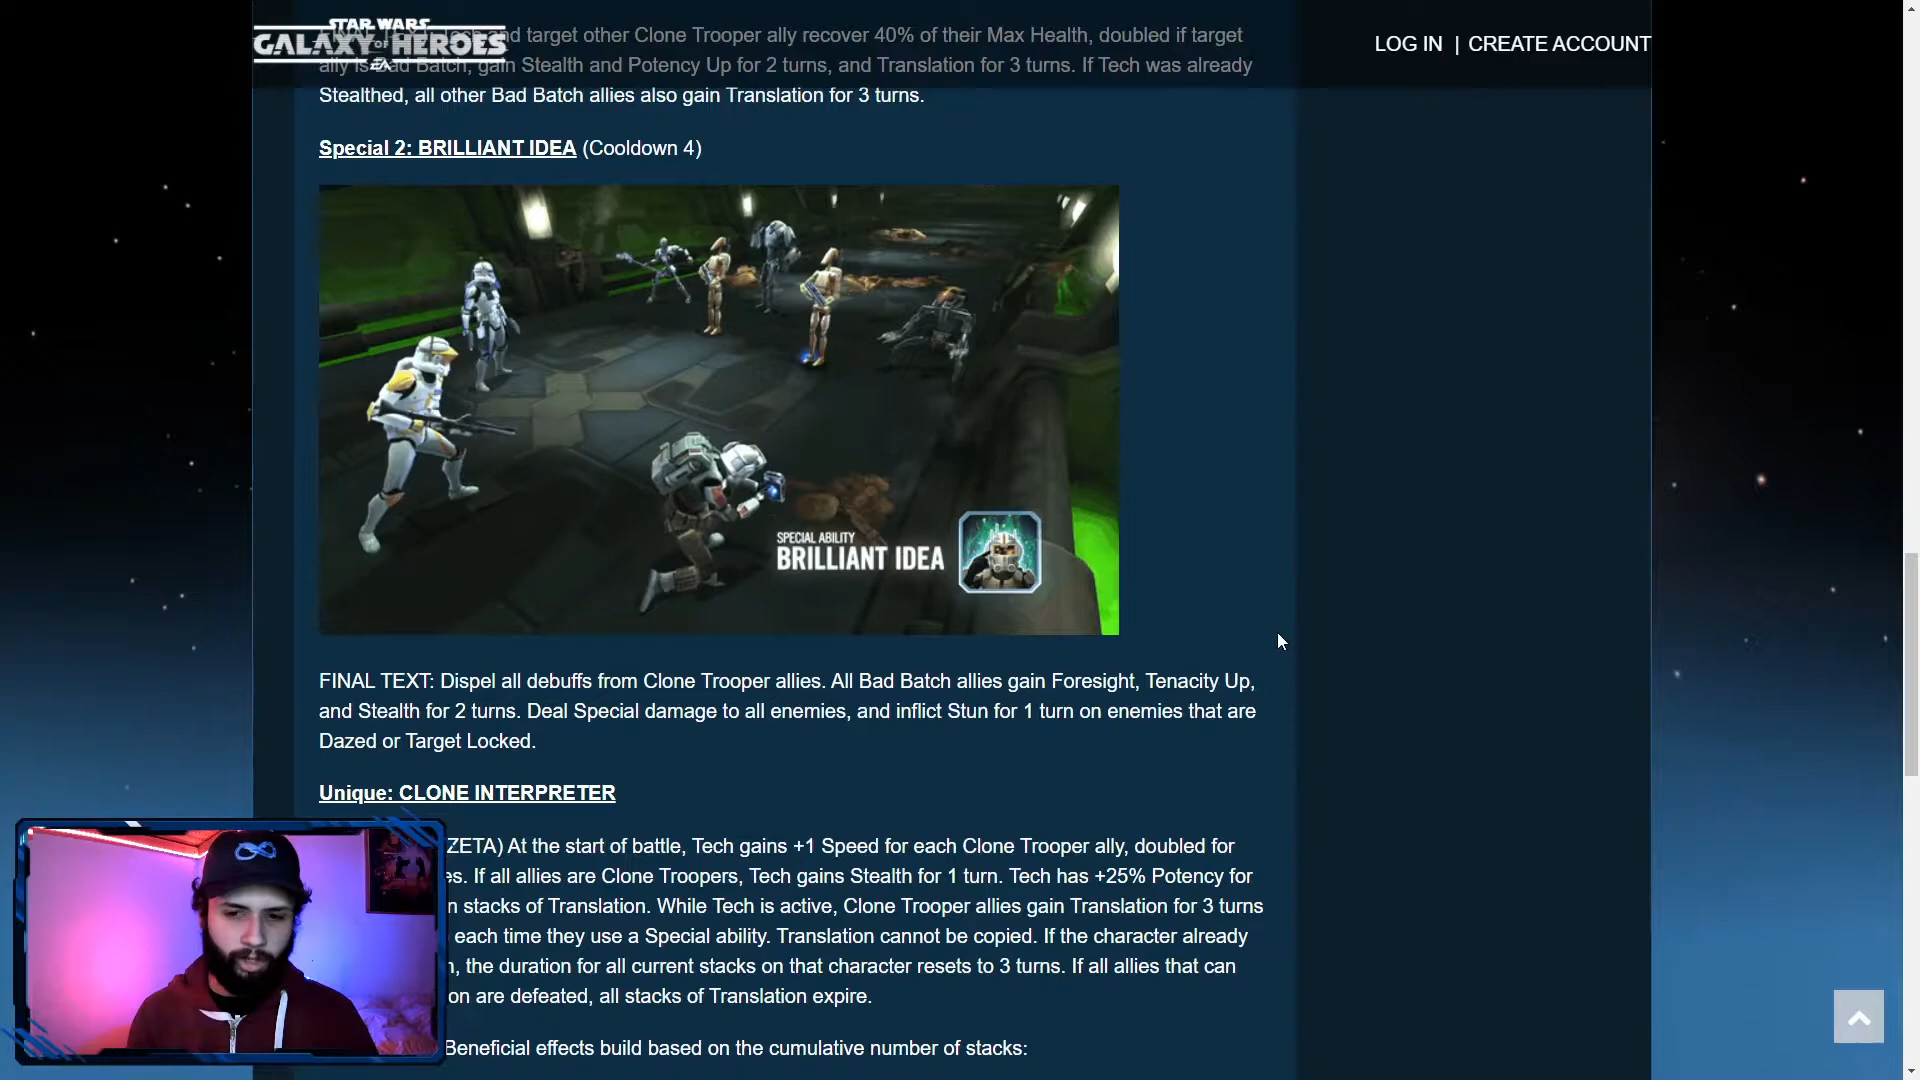 STAR WARS
GALAXY OF HEROES
EA
LOG IN | CREATE ACCOUNT
and target other Clone Trooper ally recover 40% of their Max Health, doubled if target
ally is Bad Batch, gain Stealth and Potency Up for 2 turns, and Translation for 3 turns. If Tech was already
Stealthed, all other Bad Batch allies also gain Translation for 3 turns.
Special 2: BRILLIANT IDEA (Cooldown 4)
SPECIAL ABILITY
BRILLIANT IDEA
FINAL TEXT: Dispel all debuffs from Clone Trooper allies. All Bad Batch allies gain Foresight, Tenacity Up,
and Stealth for 2 turns. Deal Special damage to all enemies, and inflict Stun for 1 turn on enemies that are
Dazed or Target Locked.
Unique: CLONE INTERPRETER
ZETA) At the start of battle, Tech gains +1 Speed for each Clone Trooper ally, doubled for
es. If all allies are Clone Troopers, Tech gains Stealth for 1 turn. Tech has +25% Potency for
n stacks of Translation. While Tech is active, Clone Trooper allies gain Translation for 3 turns
each time they use a Special ability. Translation cannot be copied. If the character already
n, the duration for all current stacks on that character resets to 3 turns. If all allies that can
on are defeated, all stacks of Translation expire.
Beneficial effects build based on the cumulative number of stacks: